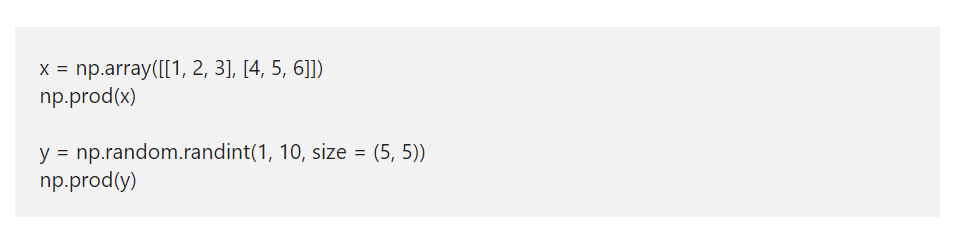 x = np.array([[1, 2, 3], [4, 5, 6]])
np.prod(x)
y = np.random.randint(1, 10, size = (5, 5))
np.prod(y)